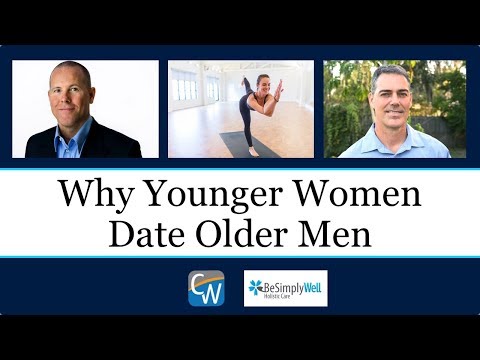 Why Younger Women
Date Older Men
CW
BeSimplyWell
Holistic Care